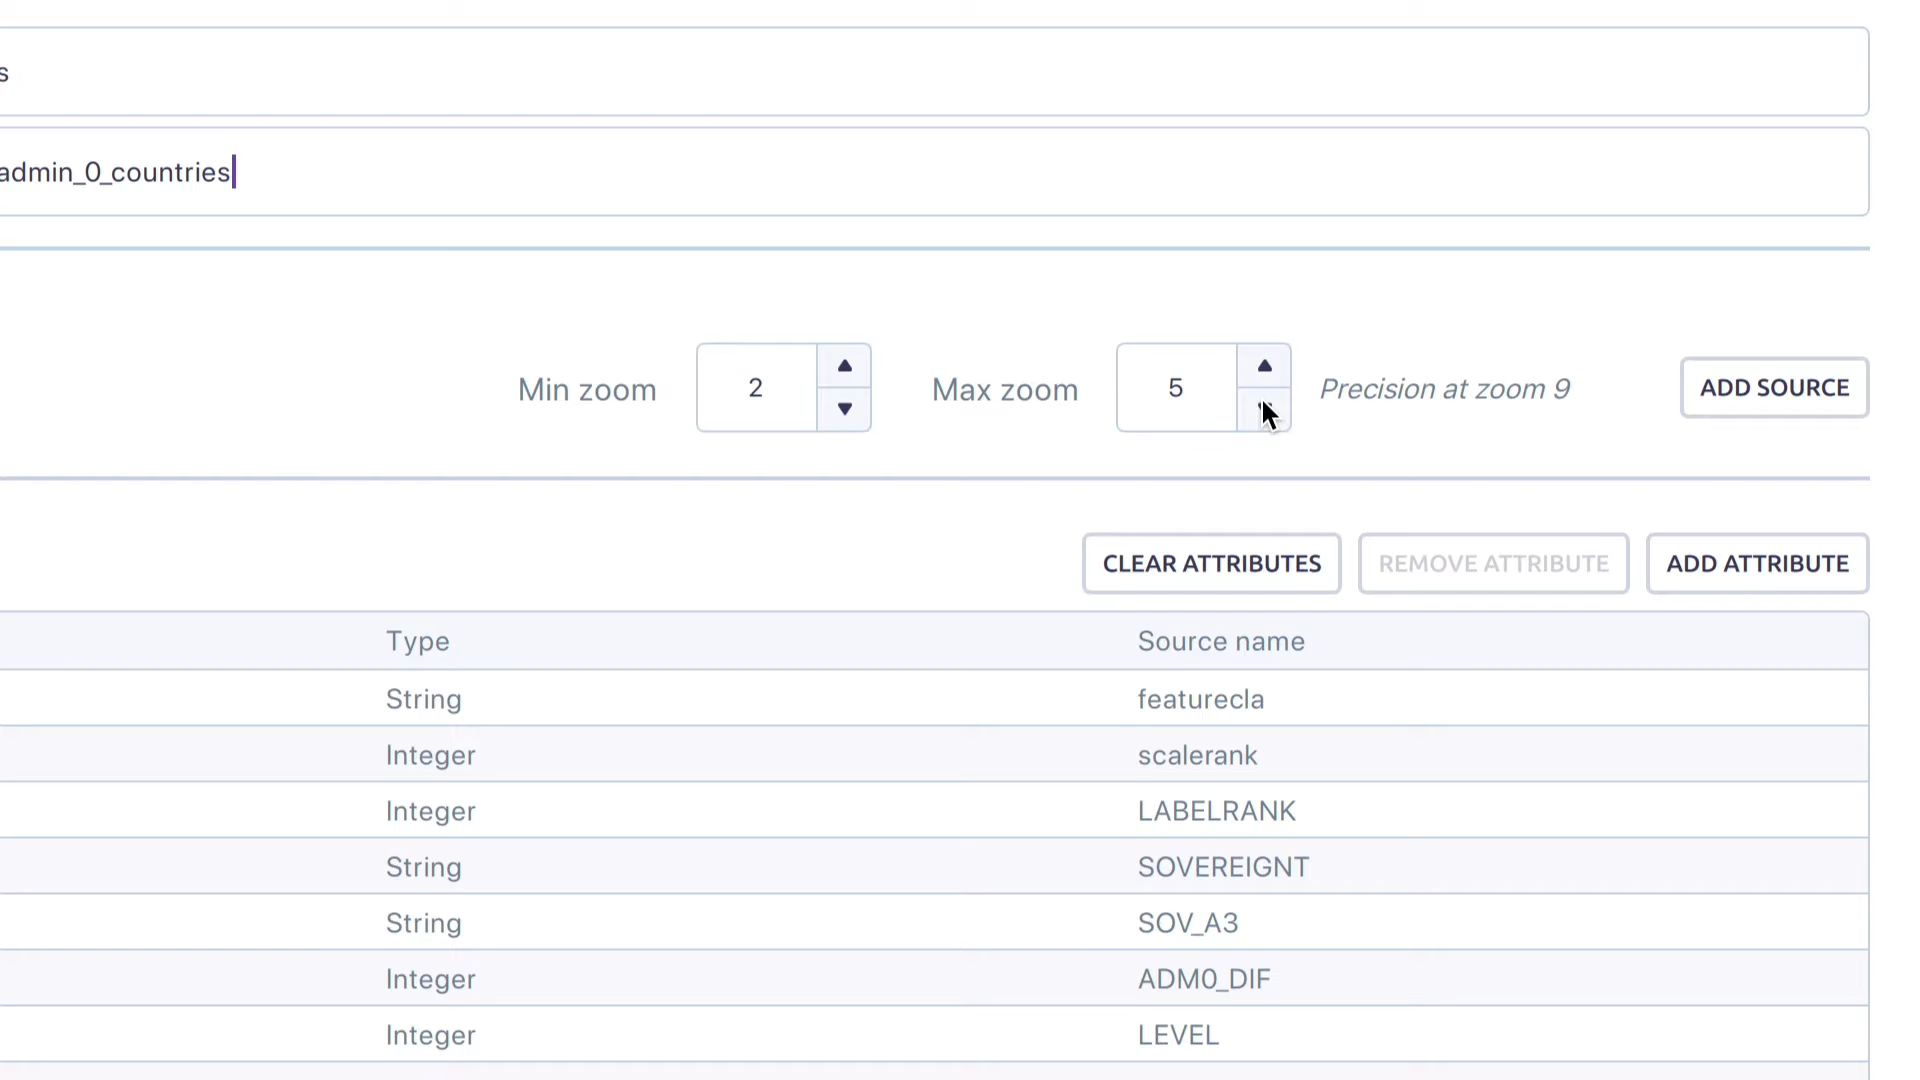 s
admin_0_countries
Min zoom 2 Max zoom 5 Precision at zoom 9 ADD SOURCE
CLEAR ATTRIBUTES REMOVE ATTRIBUTE ADD ATTRIBUTE
Type Source name
String featurecla
Integer scalerank
Integer LABELRANK
String SOVEREIGNT
String SOV_A3
Integer ADM0_DIF
Integer LEVEL